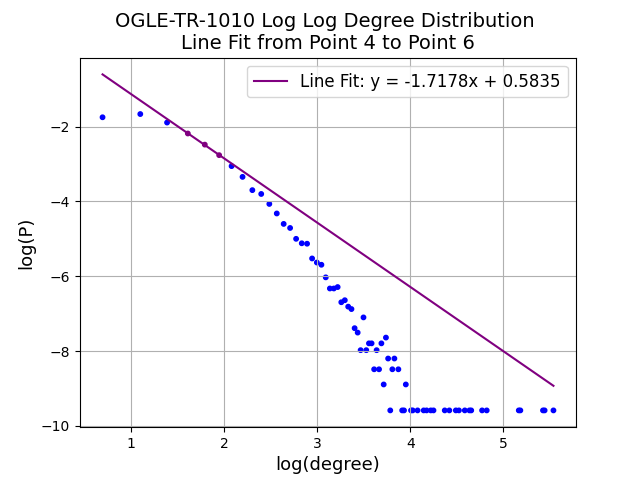 OGLE-TR-1010 Log Log Degree Distribution
Line Fit from Point 4 to Point 6
Line Fit: y = -1.7178x + 0.5835
log(P)
−2
−4
−6
−8
−10
1 2 3 4 5
log(degree)